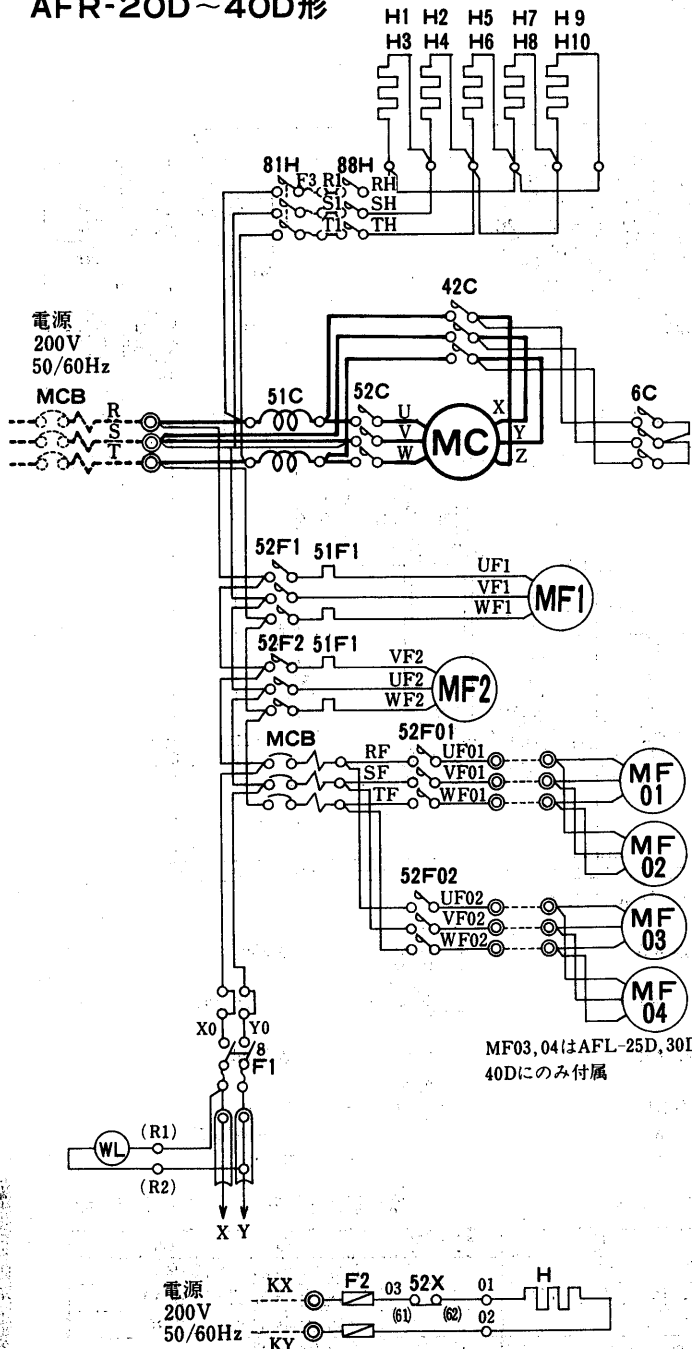 AFR-20D~40D形
H1 H2 H5 H7 H9
H3 H4 H6 H8 H10
81H F3 R1 88H RH
S1 SH
T1 TH
42C
電源
200V
50/60Hz
MCB R 51C 52C U X 6C
S V MC Y
T W Z
52F1 51F1 UF1
VF1 MF1
WF1
52F2 51F1 VF2
UF2 MF2
WF2
MCB 52F01
RF UF01
SF VF01 MF
TF WF01 01
MF
02
52F02
UF02
VF02 MF
WF02 03
MF
04
X0 Y0
8
F1
MF03,04はAFL-25D,30D
40Dにのみ付属
WL (R1)
(R2)
X Y
電源 KX F2 03 52X 01 H
200V (61) (62)
50/60Hz KY 02